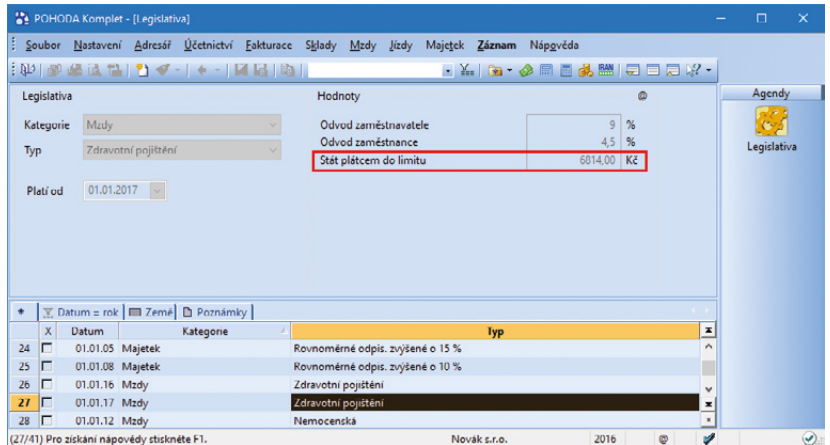 POHODA Komplet - [Legislativa]
Soubor Nastavení Adresář Účetnictví Fakturace Sklady Mzdy Jízdy Majetek Záznam Nápověda
IBAN
Legislativa
Hodnoty
@
Agendy
Kategorie Mzdy
Odvod zaměstnavatele 9 %
Odvod zaměstnance 4,5 %
Typ Zdravotní pojištění
Stát plátcem do limitu 6814,00 Kč
Legislativa
Platí od 01.01.2017
* Datum = rok Země Poznámky
X Datum Kategorie Typ
24 01.01.05 Majetek Rovnoměrné odpis. zvýšené o 15 %
25 01.01.08 Majetek Rovnoměrné odpis. zvýšené o 10 %
26 01.01.16 Mzdy Zdravotní pojištění
27 01.01.17 Mzdy Zdravotní pojištění
28 01.01.12 Mzdy Nemocenská
(27/41) Pro získání nápovědy stiskněte F1. Novák s.r.o. 2016 @